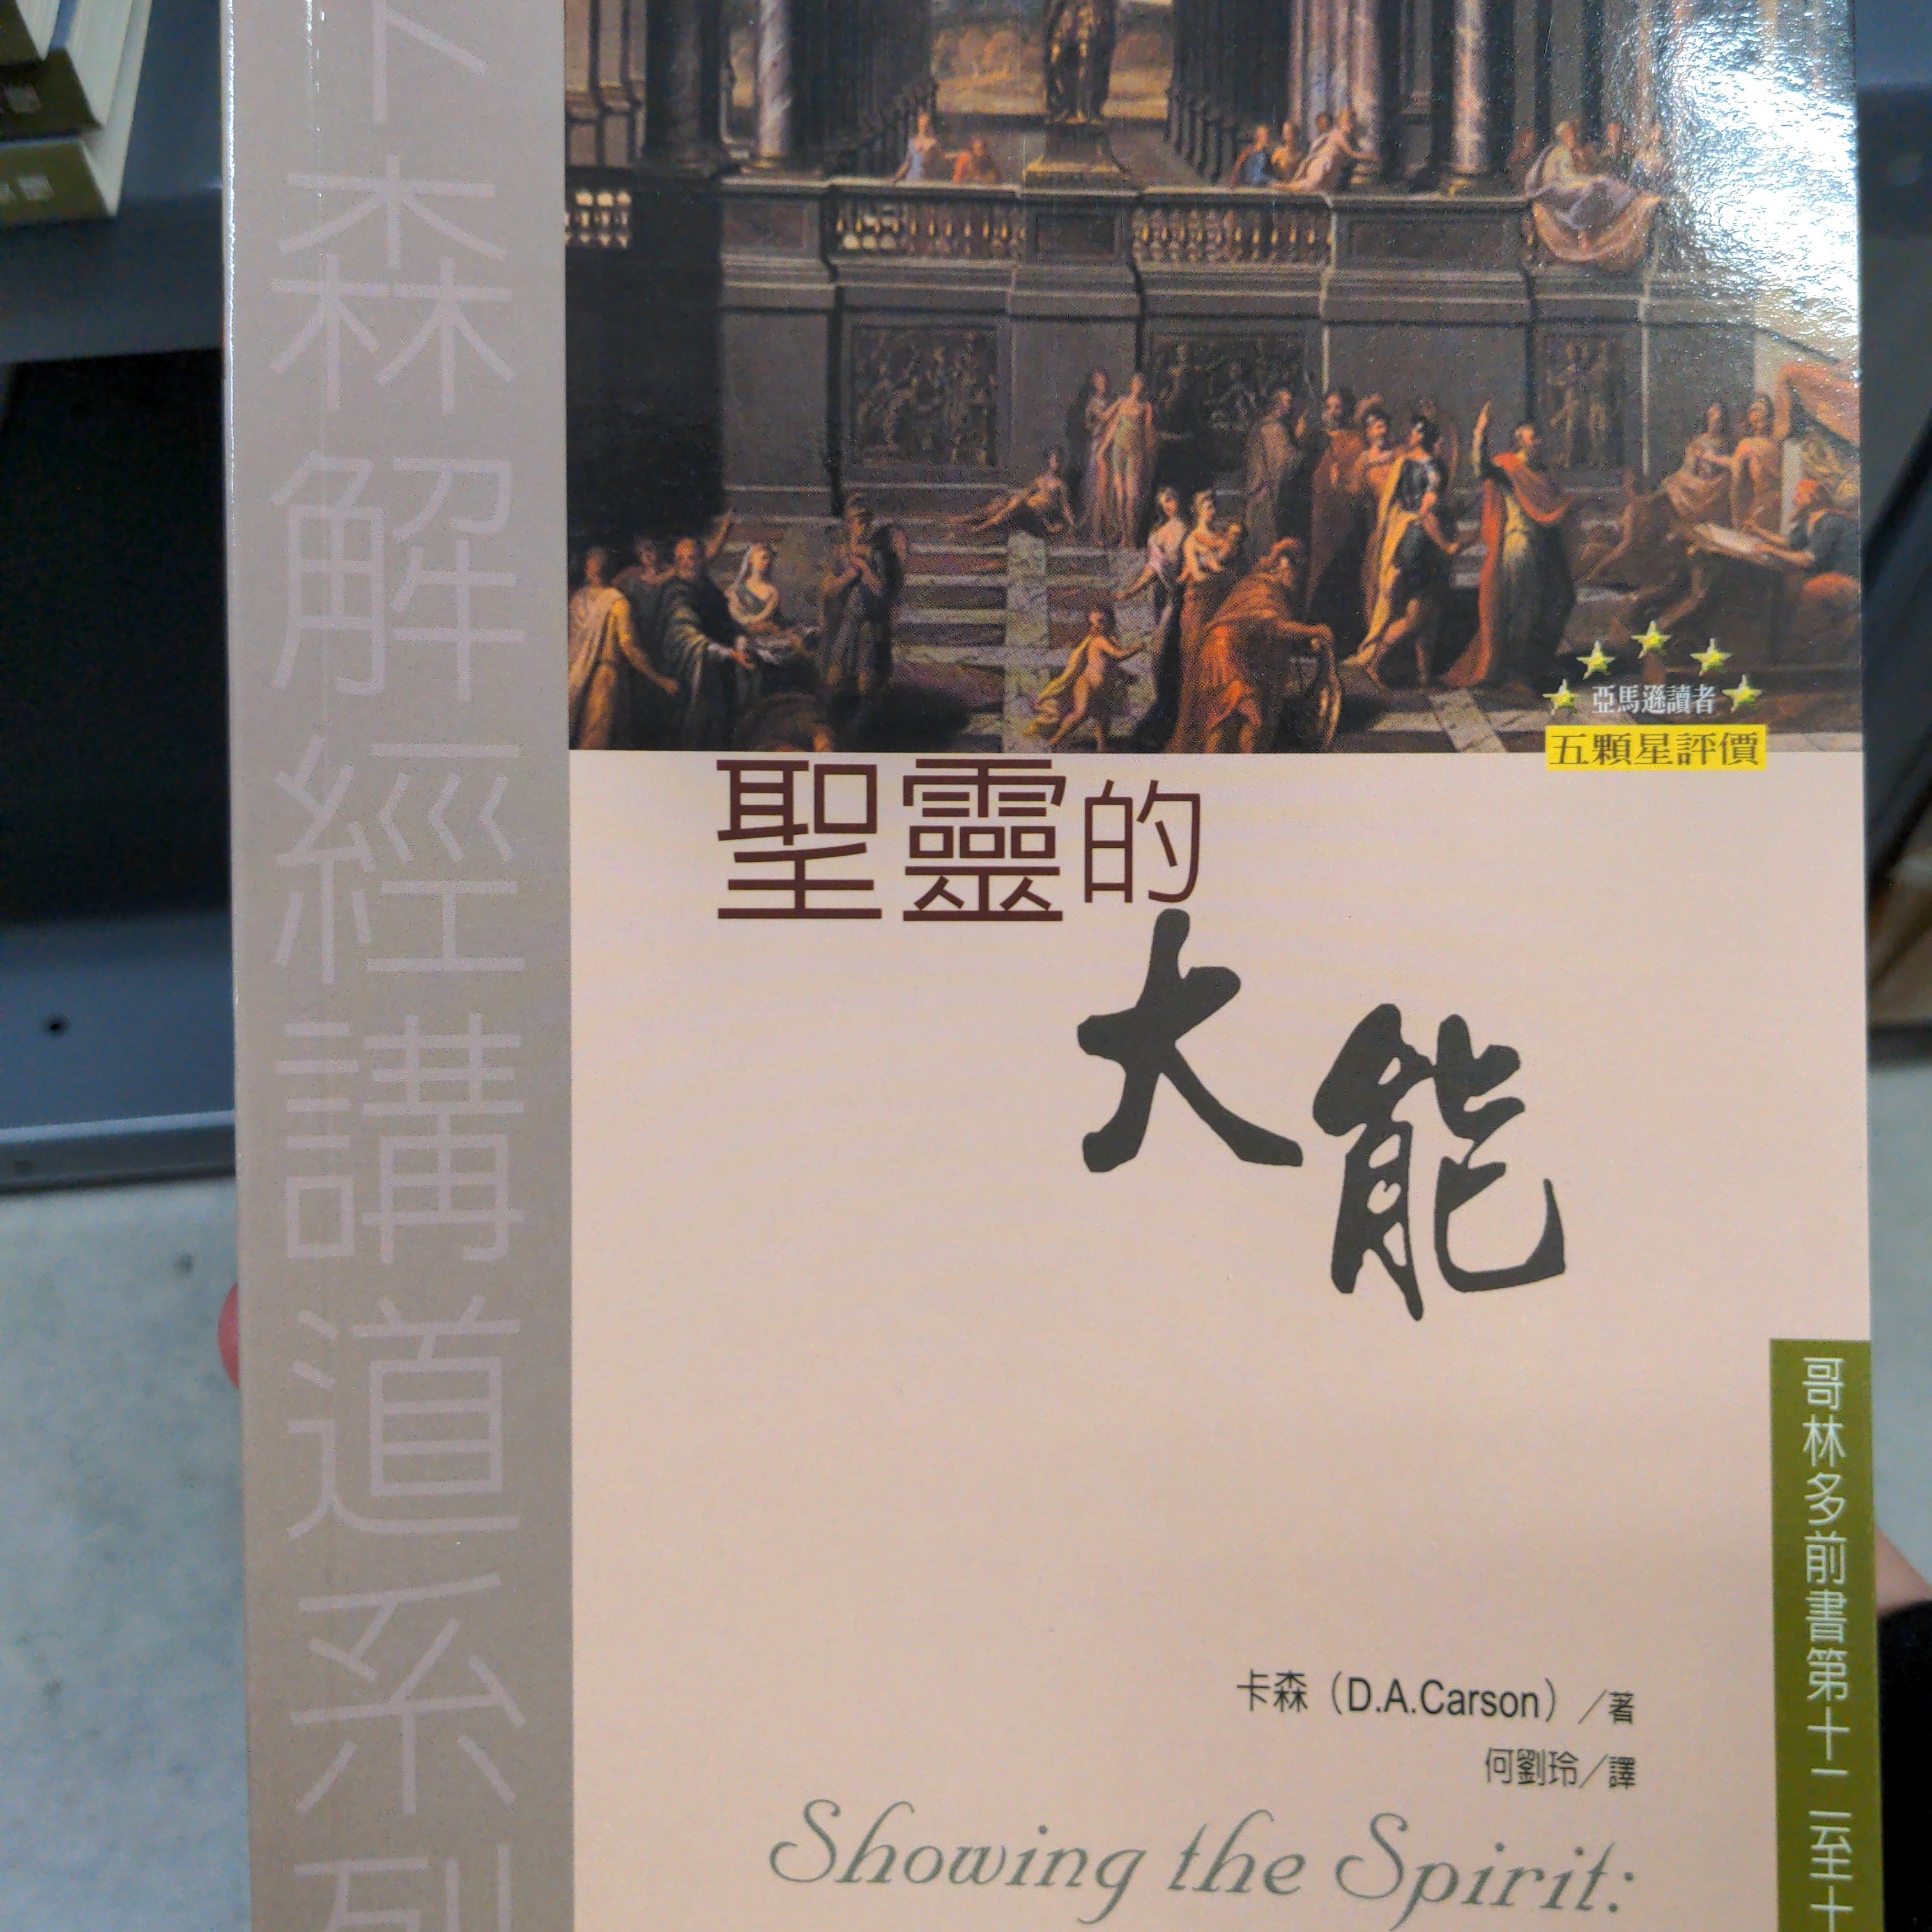 卡森解經講道系列
亞馬遜讀者
五顆星評價
聖靈的
大能
卡森（D.A.Carson）／著
何劉玲／譯
Showing the Spirit:
哥林多前書第十二至十